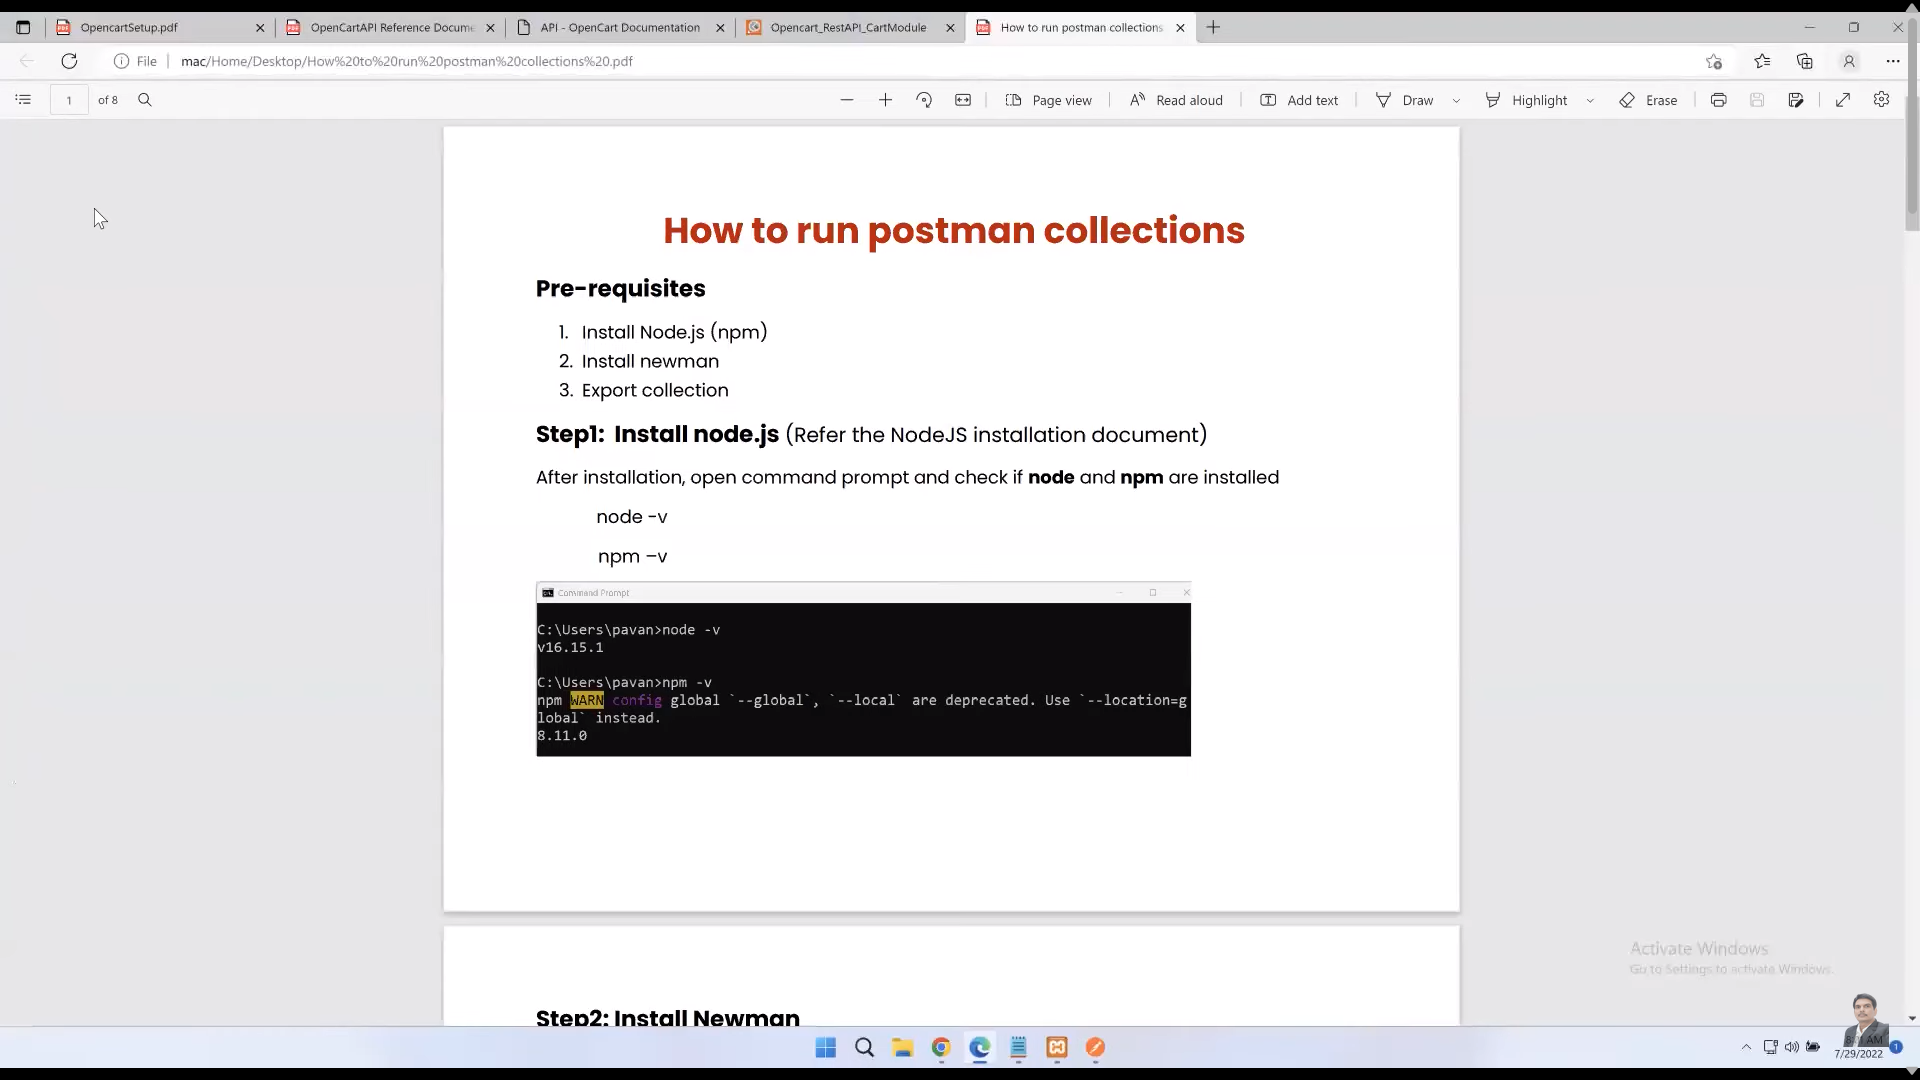 OpencartSetup.pdf
OpenCartAPI Reference Docume
API - OpenCart Documentation
Opencart_RestAPI_CartModule
How to run postman collections
File
mac/Home/Desktop/How%20to%20run%20postman%20collections%20.pdf
1 of 8
Page view
Read aloud
Add text
Draw
Highlight
Erase
How to run postman collections
Pre-requisites
1. Install Node.js (npm)
2. Install newman
3. Export collection
Step1: Install node.js (Refer the NodeJS installation document)
After installation, open command prompt and check if node and npm are installed
node -v
npm –v
Command Prompt
C:\Users\pavan>node -v
v16.15.1
C:\Users\pavan>npm -v
npm WARN config global `--global`, `--local` are deprecated. Use `--location=g
lobal` instead.
8.11.0
Activate Windows
Go to Settings to activate Windows.
Step2: Install Newman
7/29/2022
1